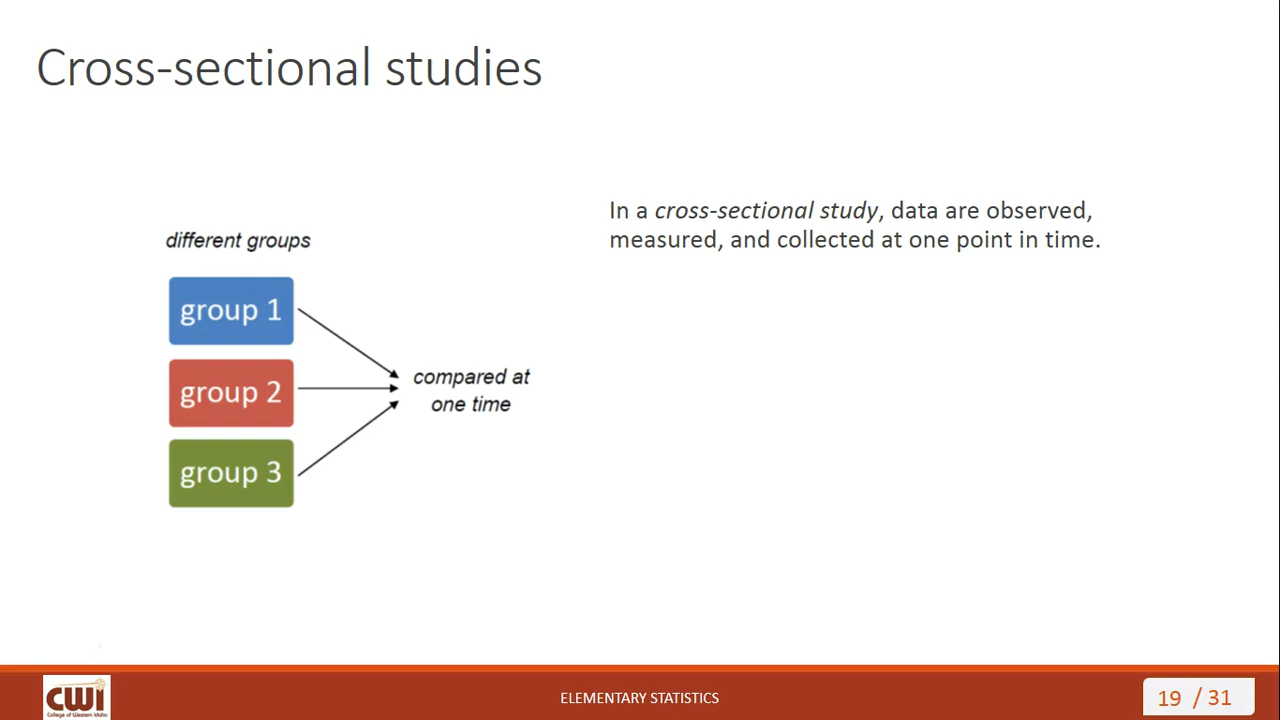 Cross-sectional studies
different groups
group 1
group 2
group 3
compared at
one time
In a cross-sectional study, data are observed,
measured, and collected at one point in time.
CWI
College of Western Idaho
ELEMENTARY STATISTICS
19 / 31